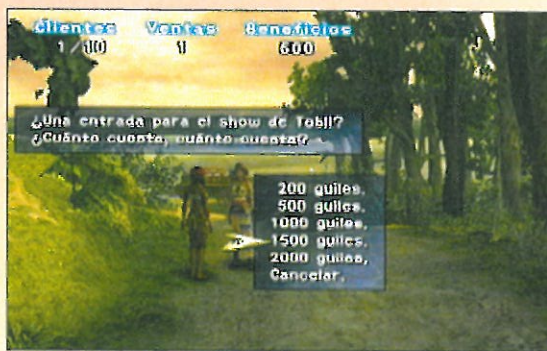 Clientes Ventas Beneficios
1/10 1 600
¿Una entrada para el show de Tobli?
¿Cuánto cuesta, cuánto cuesta?
200 guiles.
500 guiles.
1000 guiles.
1500 guiles.
2000 guiles.
Cancelar.